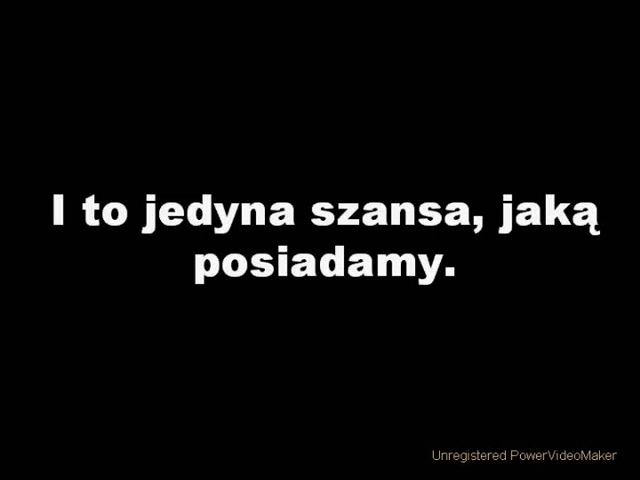 I to jedyna szansa, jaką
posiadamy.
Unregistered PowerVideoMaker